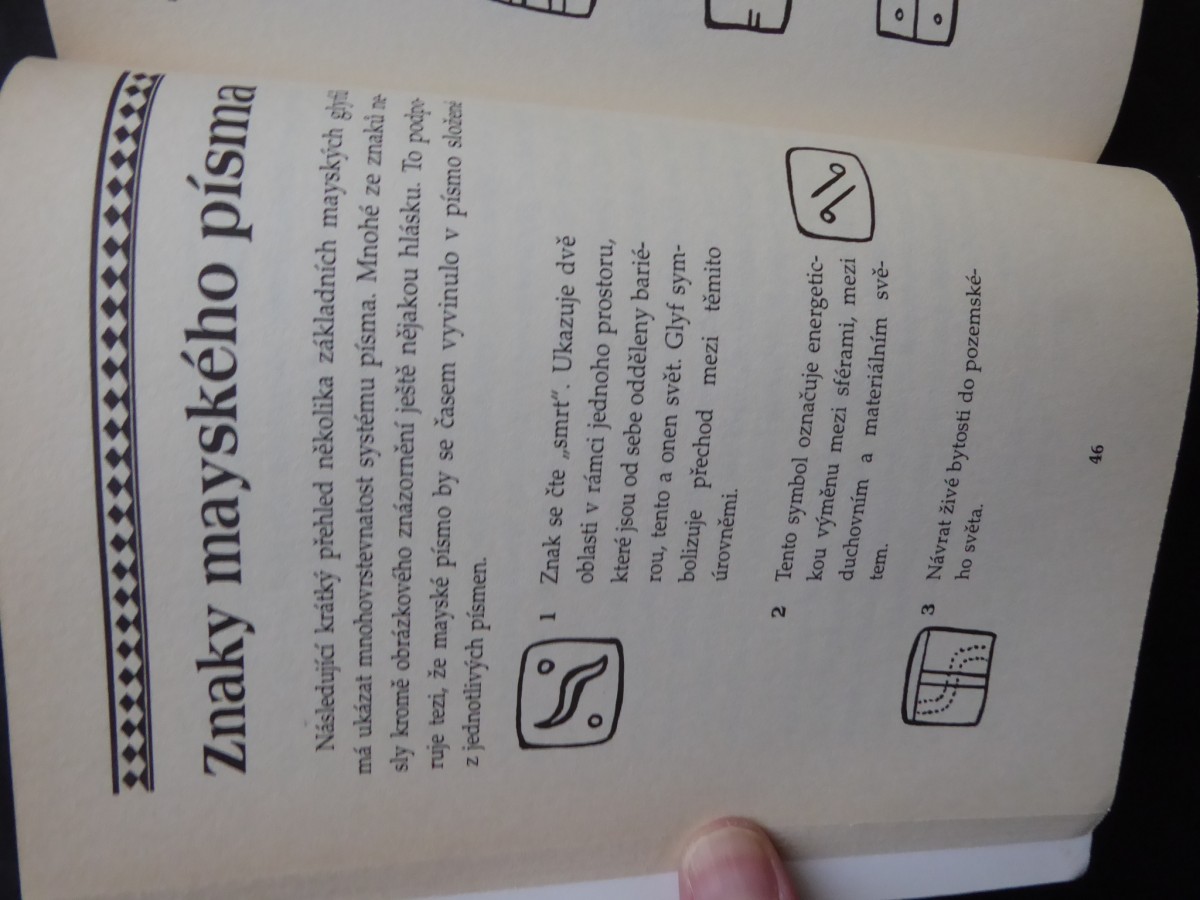 Znaky mayského písma
Následující krátký přehled několika základních mayských glyfů
má ukázat mnohovrstevnatost systému písma. Mnohé ze znaků ne-
sly kromě obrázkového znázornění ještě nějakou hlásku. To podpo-
ruje tezi, že mayské písmo by se časem vyvinulo v písmo složené
z jednotlivých písmen.
1 Znak se čte „smrt“. Ukazuje dvě
oblasti v rámci jednoho prostoru,
které jsou od sebe odděleny barié-
rou, tento a onen svět. Glyf sym-
bolizuje přechod mezi těmito
úrovněmi.
2 Tento symbol označuje energetic-
kou výměnu mezi sférami, mezi
duchovním a materiálním svě-
tem.
3 Návrat živé bytosti do pozemské-
ho světa.
46